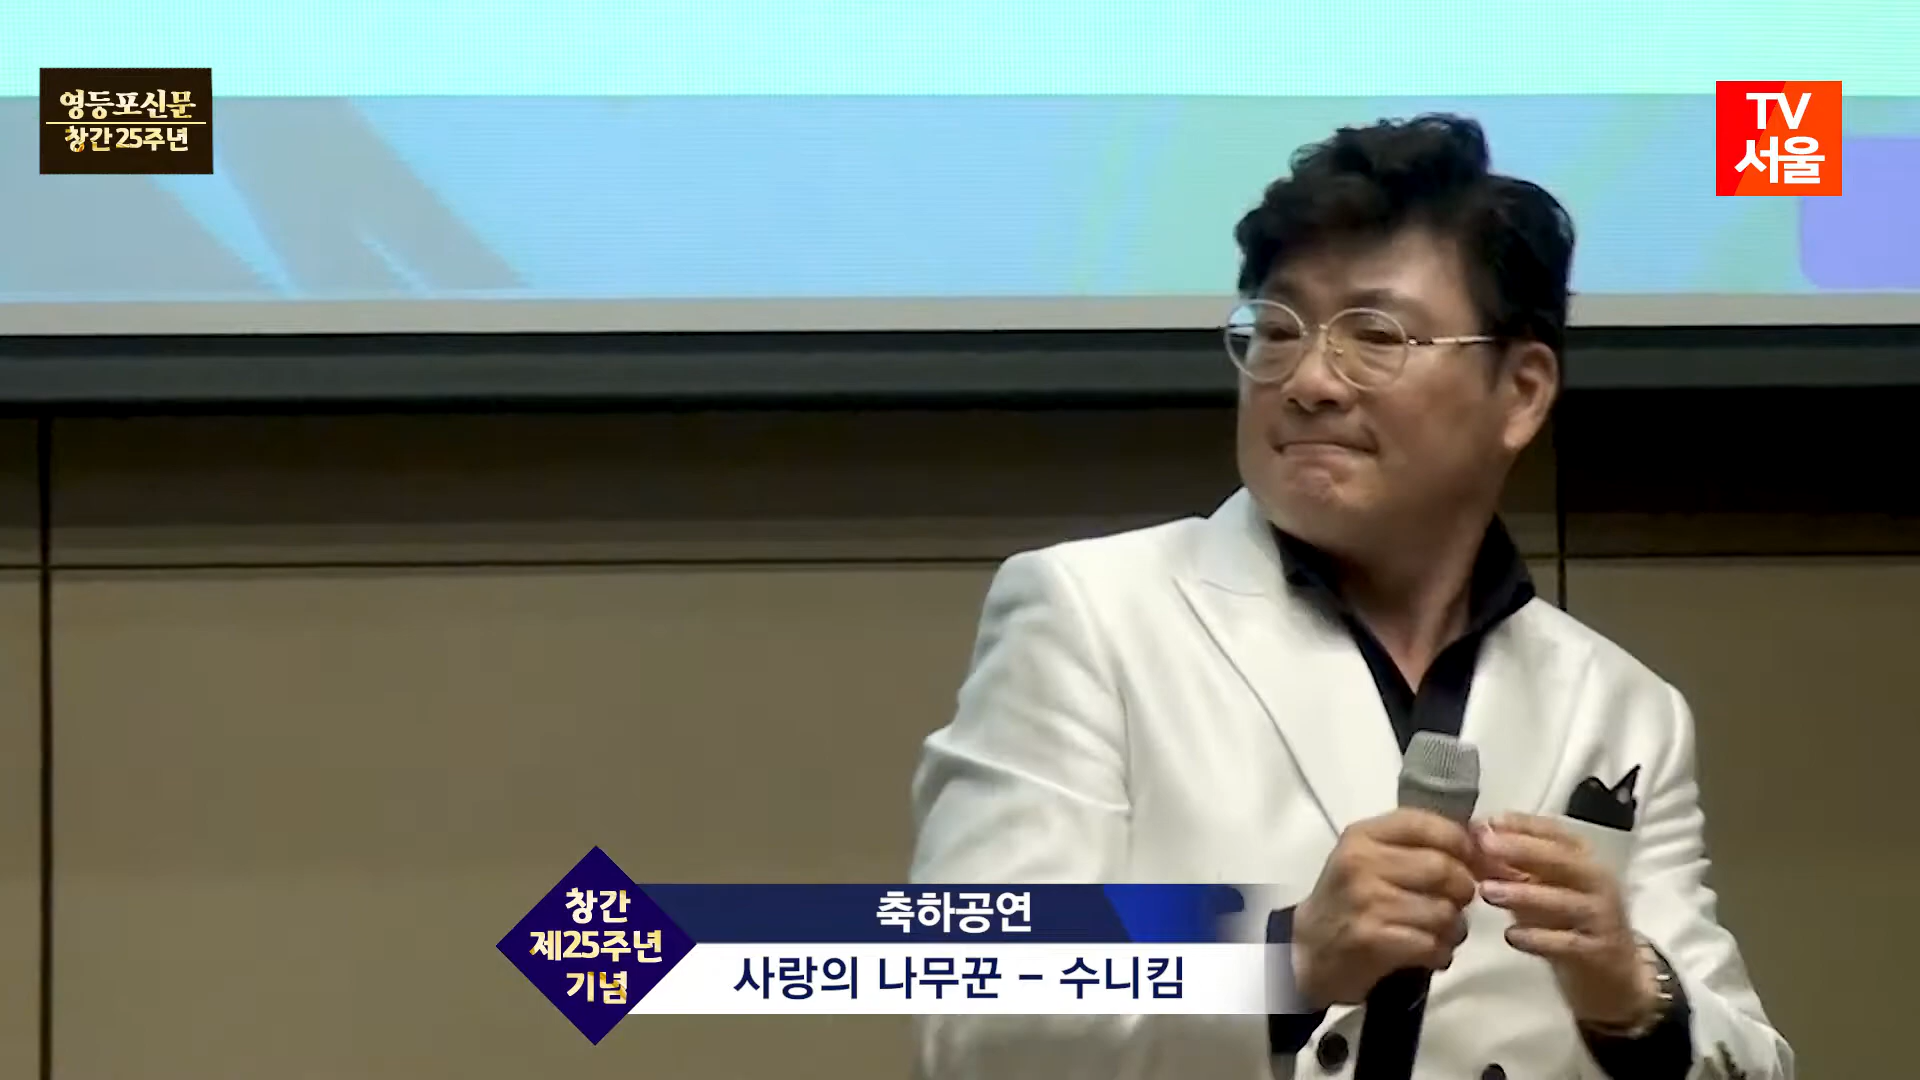 영등포신문
창간 25주년
TV
서울
창간
제25주년
기념
축하공연
사랑의 나무꾼 - 수니킴